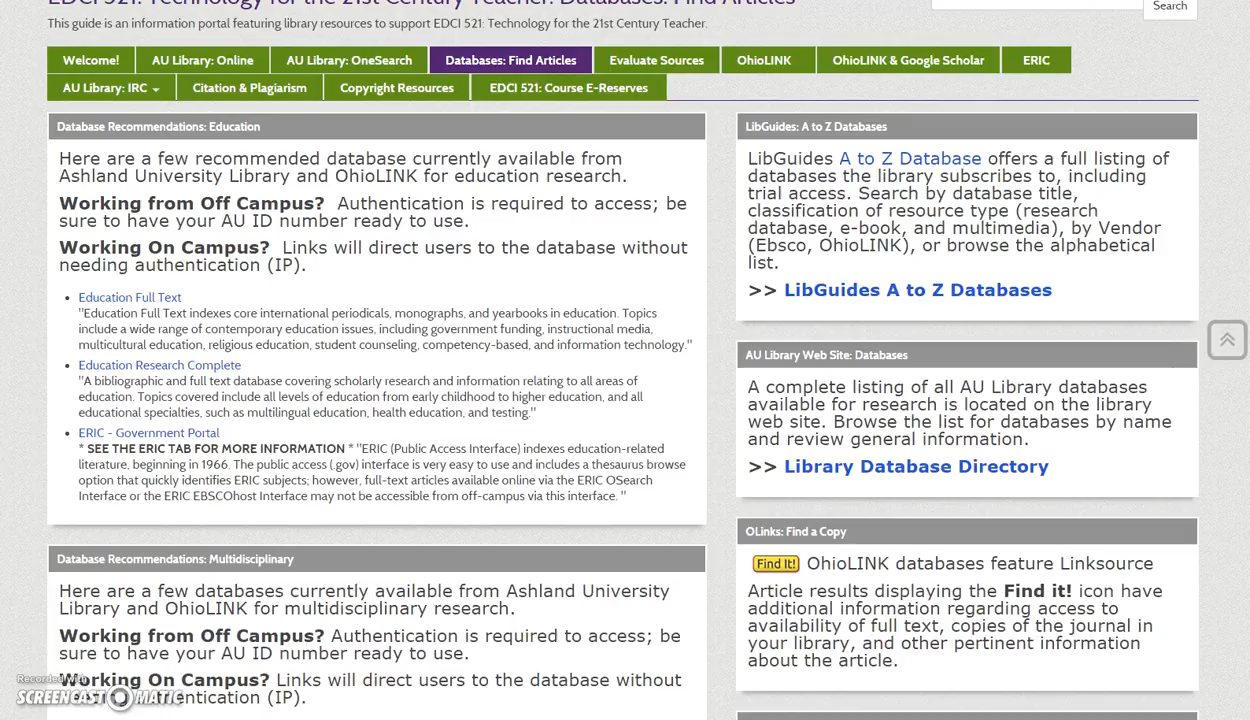 EDCI 521: Technology for the 21st Century Teacher: Databases: Find Articles
Search
This guide is an information portal featuring library resources to support EDCI 521: Technology for the 21st Century Teacher.
Welcome!
AU Library: Online
AU Library: OneSearch
Databases: Find Articles
Evaluate Sources
OhioLINK
OhioLINK & Google Scholar
ERIC
AU Library: IRC
Citation & Plagiarism
Copyright Resources
EDCI 521: Course E-Reserves
Database Recommendations: Education
Here are a few recommended database currently available from
Ashland University Library and OhioLINK for education research.
Working from Off Campus?  Authentication is required to access; be
sure to have your AU ID number ready to use.
Working On Campus?  Links will direct users to the database without
needing authentication (IP).
Education Full Text
"Education Full Text indexes core international periodicals, monographs, and yearbooks in education. Topics
include a wide range of contemporary education issues, including government funding, instructional media,
multicultural education, religious education, student counseling, competency-based, and information technology."
Education Research Complete
"A bibliographic and full text database covering scholarly research and information relating to all areas of
education. Topics covered include all levels of education from early childhood to higher education, and all
educational specialties, such as multilingual education, health education, and testing."
ERIC - Government Portal
* SEE THE ERIC TAB FOR MORE INFORMATION * "ERIC (Public Access Interface) indexes education-related
literature, beginning in 1966. The public access (.gov) interface is very easy to use and includes a thesaurus browse
option that quickly identifies ERIC subjects; however, full-text articles available online via the ERIC OSearch
Interface or the ERIC EBSCOhost Interface may not be accessible from off-campus via this interface. "
Database Recommendations: Multidisciplinary
Here are a few databases currently available from Ashland University
Library and OhioLINK for multidisciplinary research.
Working from Off Campus? Authentication is required to access; be
sure to have your AU ID number ready to use.
Working On Campus? Links will direct users to the database without
needing authentication (IP).
LibGuides: A to Z Databases
LibGuides A to Z Database offers a full listing of
databases the library subscribes to, including
trial access. Search by database title,
classification of resource type (research
database, e-book, and multimedia), by Vendor
(Ebsco, OhioLINK), or browse the alphabetical
list.
>> LibGuides A to Z Databases
AU Library Web Site: Databases
A complete listing of all AU Library databases
available for research is located on the library
web site. Browse the list for databases by name
and review general information.
>> Library Database Directory
OLinks: Find a Copy
Find It! OhioLINK databases feature Linksource
Article results displaying the Find it! icon have
additional information regarding access to
availability of full text, copies of the journal in
your library, and other pertinent information
about the article.
Recorded with
SCREENCAST-O-MATIC